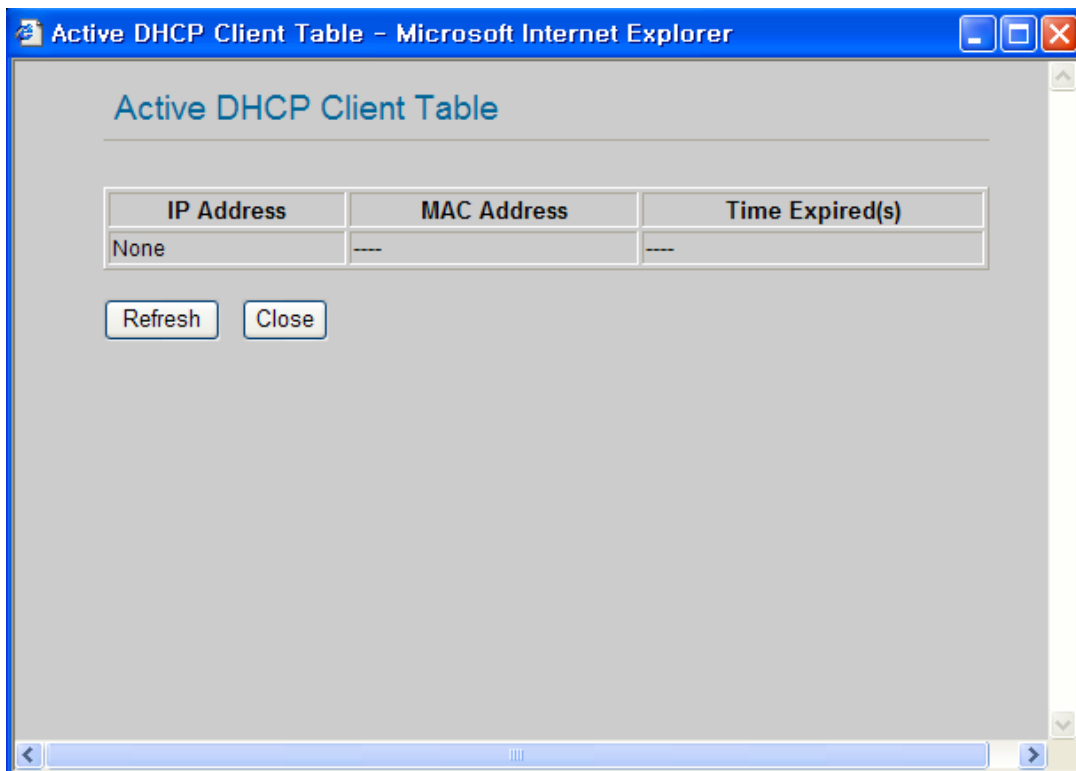 Active DHCP Client Table - Microsoft Internet Explorer
Active DHCP Client Table
IP Address MAC Address Time Expired(s)
None ---- ----
Refresh Close